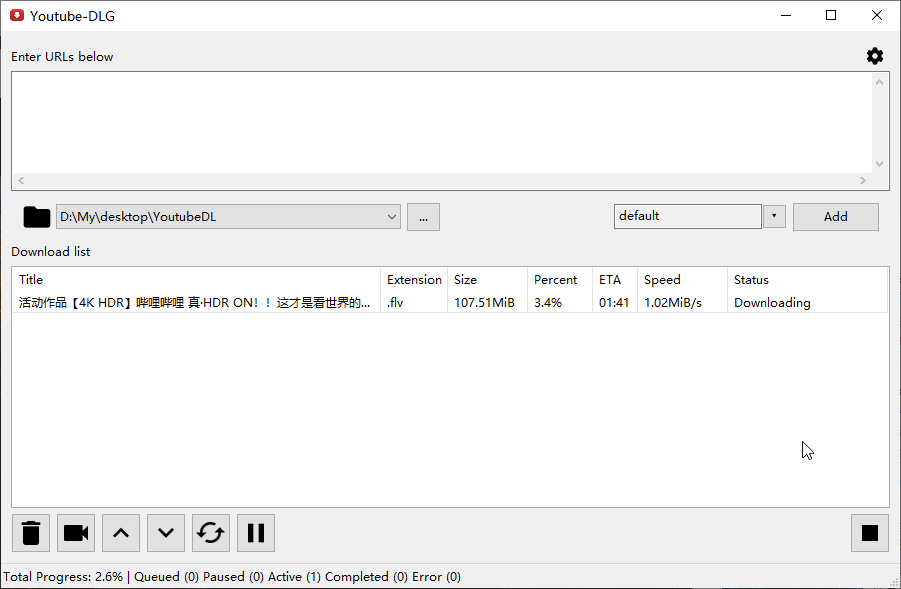 Youtube-DLG
Enter URLs below
D:\My\desktop\YoutubeDL ... default Add
Download list
Title Extension Size Percent ETA Speed Status
活动作品【4K HDR】哔哩哔哩 真·HDR ON！！这才是看世界的... .flv 107.51MiB 3.4% 01:41 1.02MiB/s Downloading
Total Progress: 2.6% | Queued (0) Paused (0) Active (1) Completed (0) Error (0)